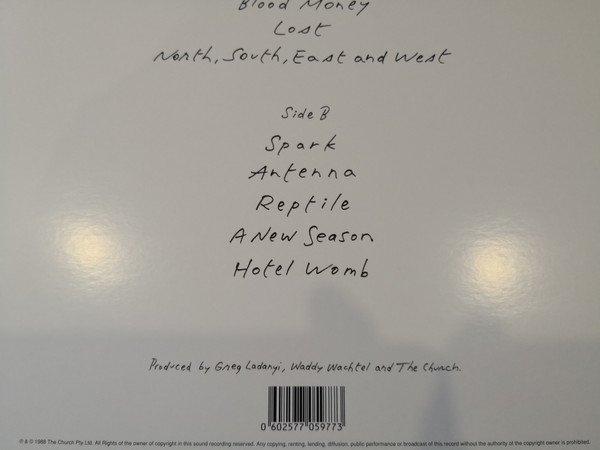 Blood Money
Lost
North, South, East and West
Side B
Spark
Antenna
Reptile
A New Season
Hotel Womb
Produced by Greg Ladanyi, Waddy Wachtel and The Church.
0 602577 059773
℗ & © 1988 The Church Pty Ltd. All Rights of the owner of copyright in this sound recording reserved. Any copying, renting, lending, diffusion, public performance or broadcast of this record without the authority of the copyright owner is prohibited.